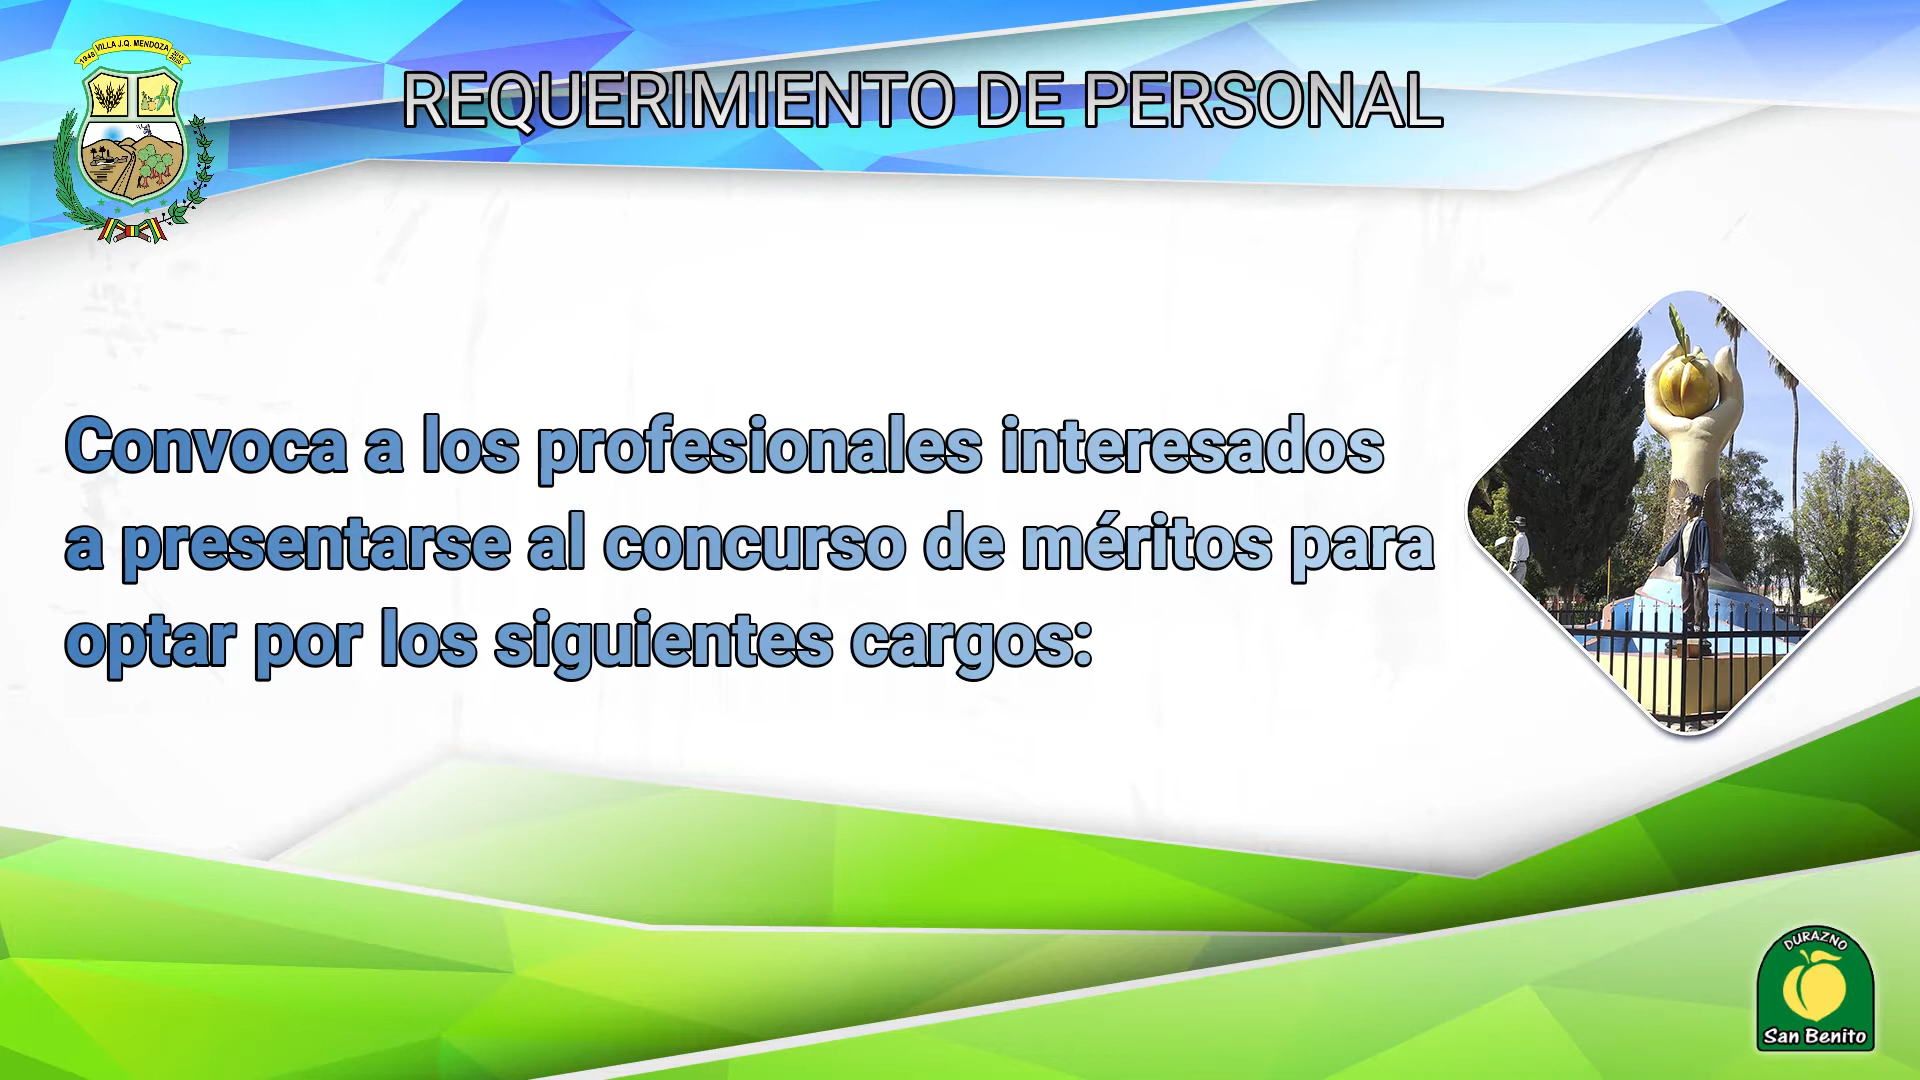 1948 VILLA J.Q. MENDOZA
REQUERIMIENTO DE PERSONAL
Convoca a los profesionales interesados
a presentarse al concurso de méritos para
optar por los siguientes cargos:
DURAZNO
San Benito